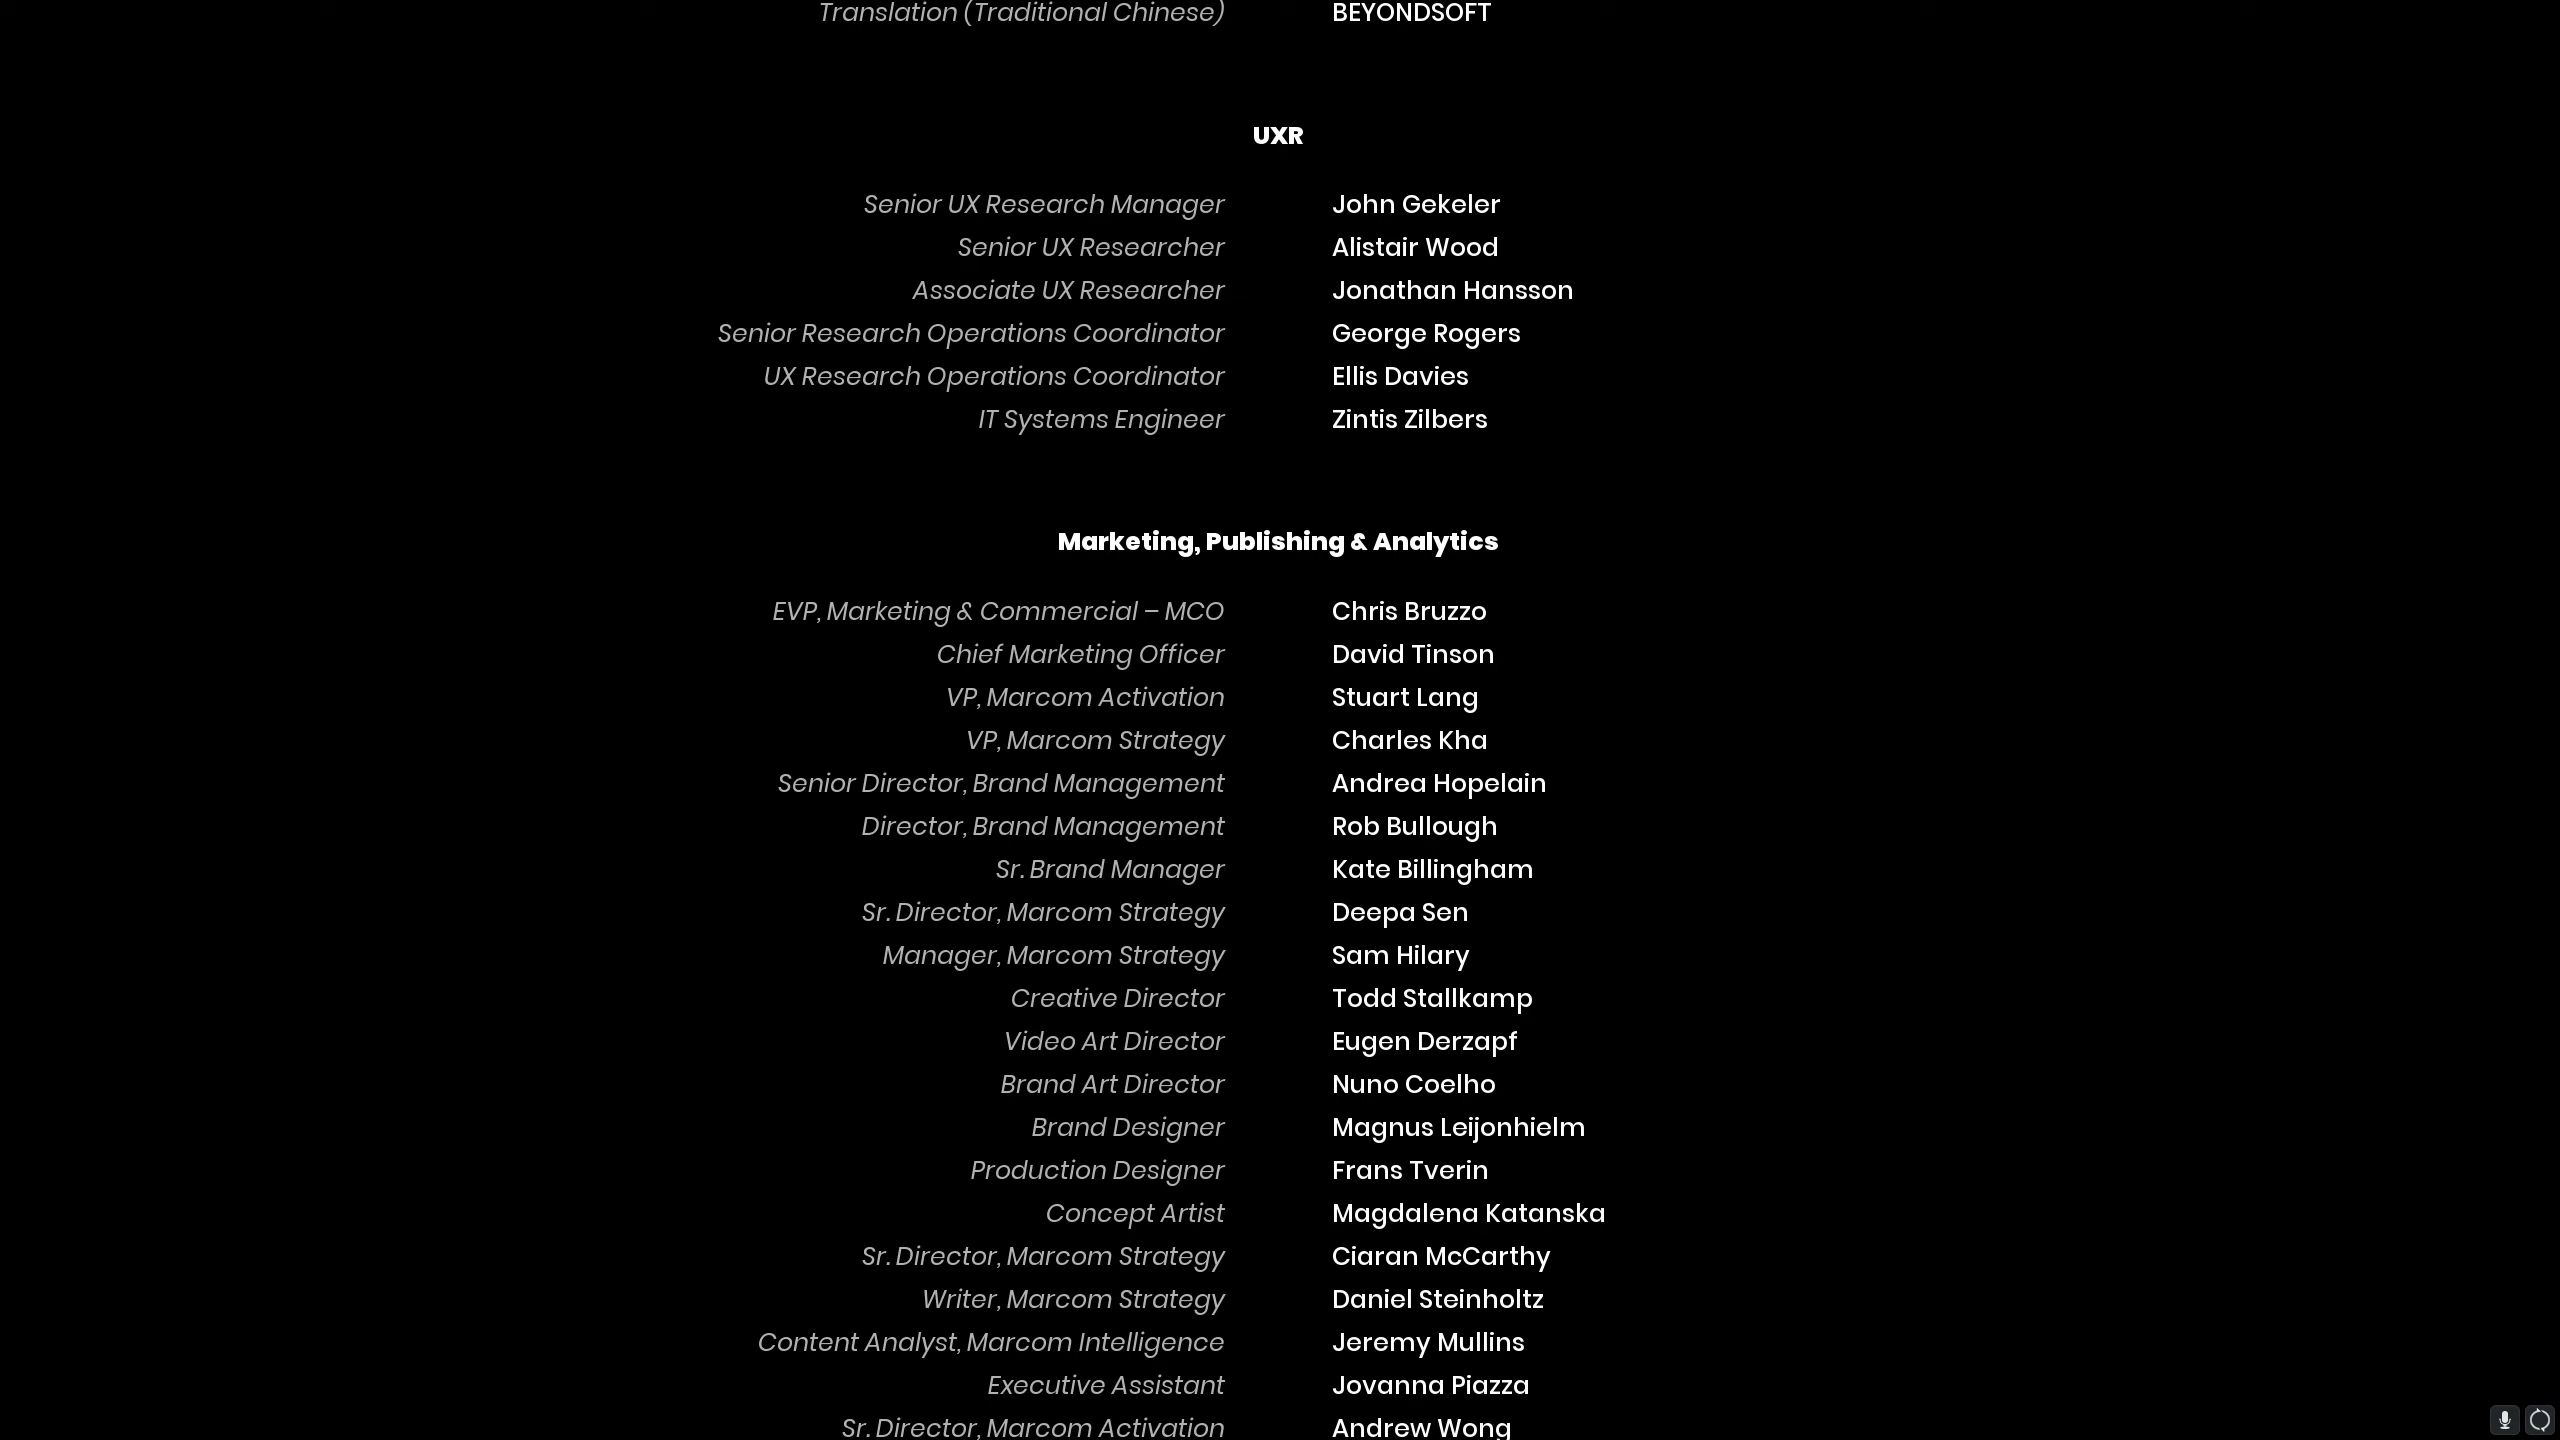 Translation (Traditional Chinese) BEYONDSOFT
UXR
Senior UX Research Manager John Gekeler
Senior UX Researcher Alistair Wood
Associate UX Researcher Jonathan Hansson
Senior Research Operations Coordinator George Rogers
UX Research Operations Coordinator Ellis Davies
IT Systems Engineer Zintis Zilbers
Marketing, Publishing & Analytics
EVP, Marketing & Commercial – MCO Chris Bruzzo
Chief Marketing Officer David Tinson
VP, Marcom Activation Stuart Lang
VP, Marcom Strategy Charles Kha
Senior Director, Brand Management Andrea Hopelain
Director, Brand Management Rob Bullough
Sr. Brand Manager Kate Billingham
Sr. Director, Marcom Strategy Deepa Sen
Manager, Marcom Strategy Sam Hilary
Creative Director Todd Stallkamp
Video Art Director Eugen Derzapf
Brand Art Director Nuno Coelho
Brand Designer Magnus Leijonhielm
Production Designer Frans Tverin
Concept Artist Magdalena Katanska
Sr. Director, Marcom Strategy Ciaran McCarthy
Writer, Marcom Strategy Daniel Steinholtz
Content Analyst, Marcom Intelligence Jeremy Mullins
Executive Assistant Jovanna Piazza
Sr. Director, Marcom Activation Andrew Wong